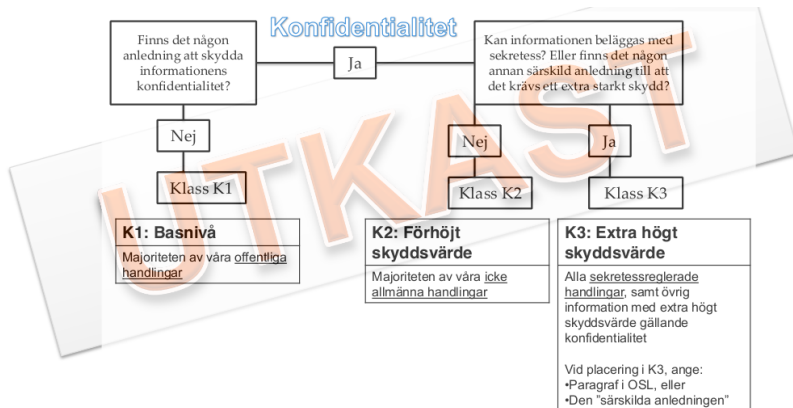 Konfidentialitet
Finns det någon
anledning att skydda
informationens
konfidentialitet?
Ja
Kan informationen beläggas med
sekretess? Eller finns det någon
annan särskild anledning till att
det krävs ett extra starkt skydd?
Nej
Nej
Ja
Klass K1
Klass K2
Klass K3
UTKAST
K1: Basnivå
Majoriteten av våra offentliga
handlingar
K2: Förhöjt
skyddsvärde
Majoriteten av våra icke
allmänna handlingar
K3: Extra högt
skyddsvärde
Alla sekretessreglerade
handlingar, samt övrig
information med extra högt
skyddsvärde gällande
konfidentialitet
Vid placering i K3, ange:
•Paragraf i OSL, eller
•Den "särskilda anledningen"